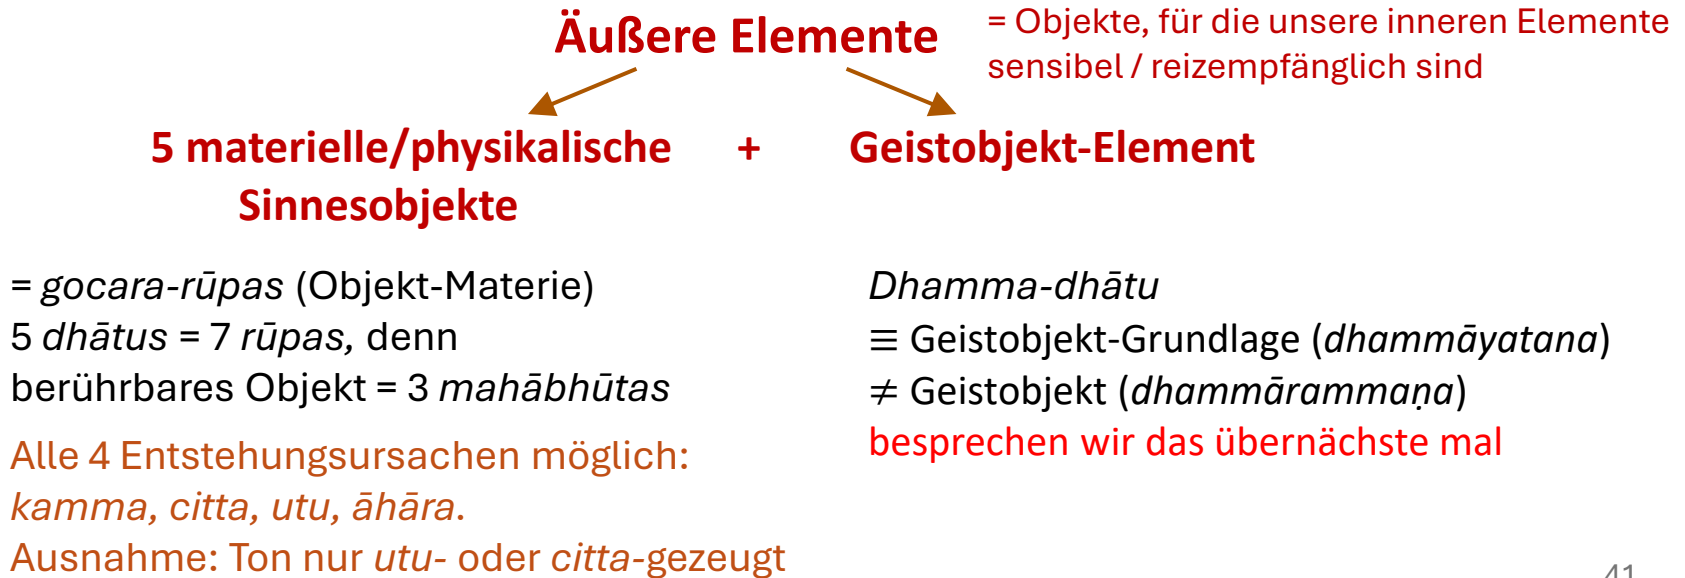 Äußere Elemente
= Objekte, für die unsere inneren Elemente
sensibel / reizempfänglich sind
5 materielle/physikalische + Geistobjekt-Element
Sinnesobjekte
= gocara-rūpas (Objekt-Materie)
5 dhātus = 7 rūpas, denn
berührbares Objekt = 3 mahābhūtas
Alle 4 Entstehungsursachen möglich:
kamma, citta, utu, āhāra.
Ausnahme: Ton nur utu- oder citta-gezeugt
Dhamma-dhātu
≡ Geistobjekt-Grundlage (dhammāyatana)
≠ Geistobjekt (dhammārammaṇa)
besprechen wir das übernächste mal
41